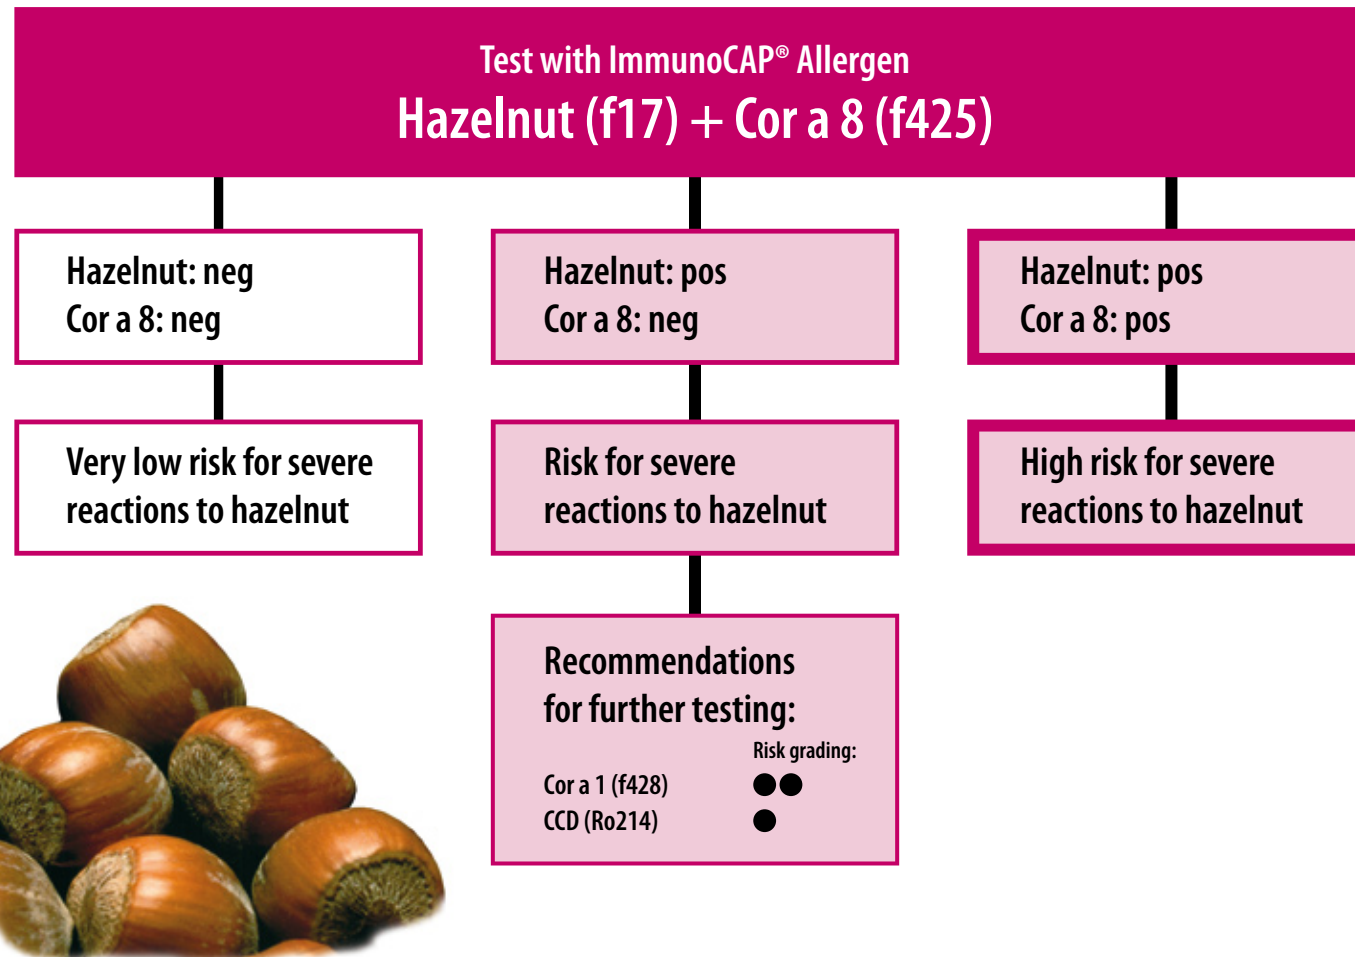 Test with ImmunoCAP® Allergen
Hazelnut (f17) + Cor a 8 (f425)
Hazelnut: neg
Cor a 8: neg
Very low risk for severe
reactions to hazelnut
Hazelnut: pos
Cor a 8: neg
Risk for severe
reactions to hazelnut
Recommendations
for further testing:
Risk grading:
Cor a 1 (f428) ●●
CCD (Ro214) ●
Hazelnut: pos
Cor a 8: pos
High risk for severe
reactions to hazelnut